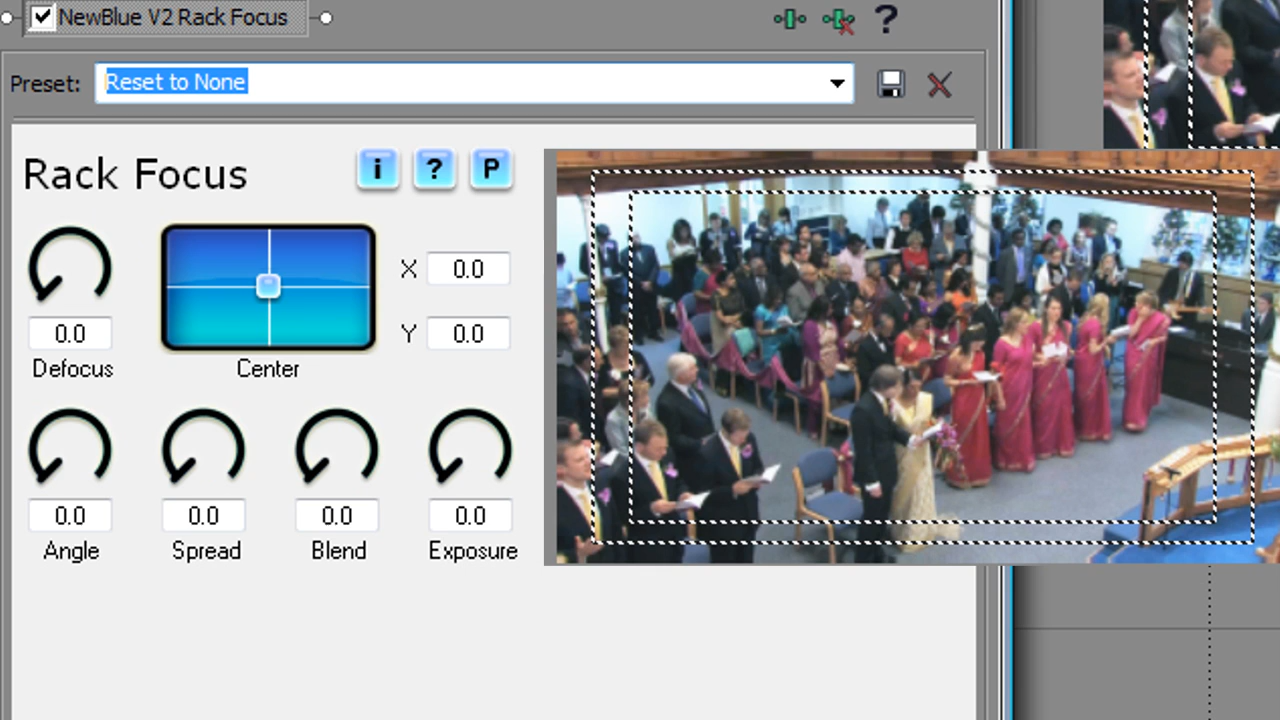 NewBlue V2 Rack Focus
?
Preset: Reset to None
Rack Focus
i ? P
X 0.0
0.0
Y 0.0
Defocus
Center
0.0 0.0 0.0 0.0
Angle Spread Blend Exposure